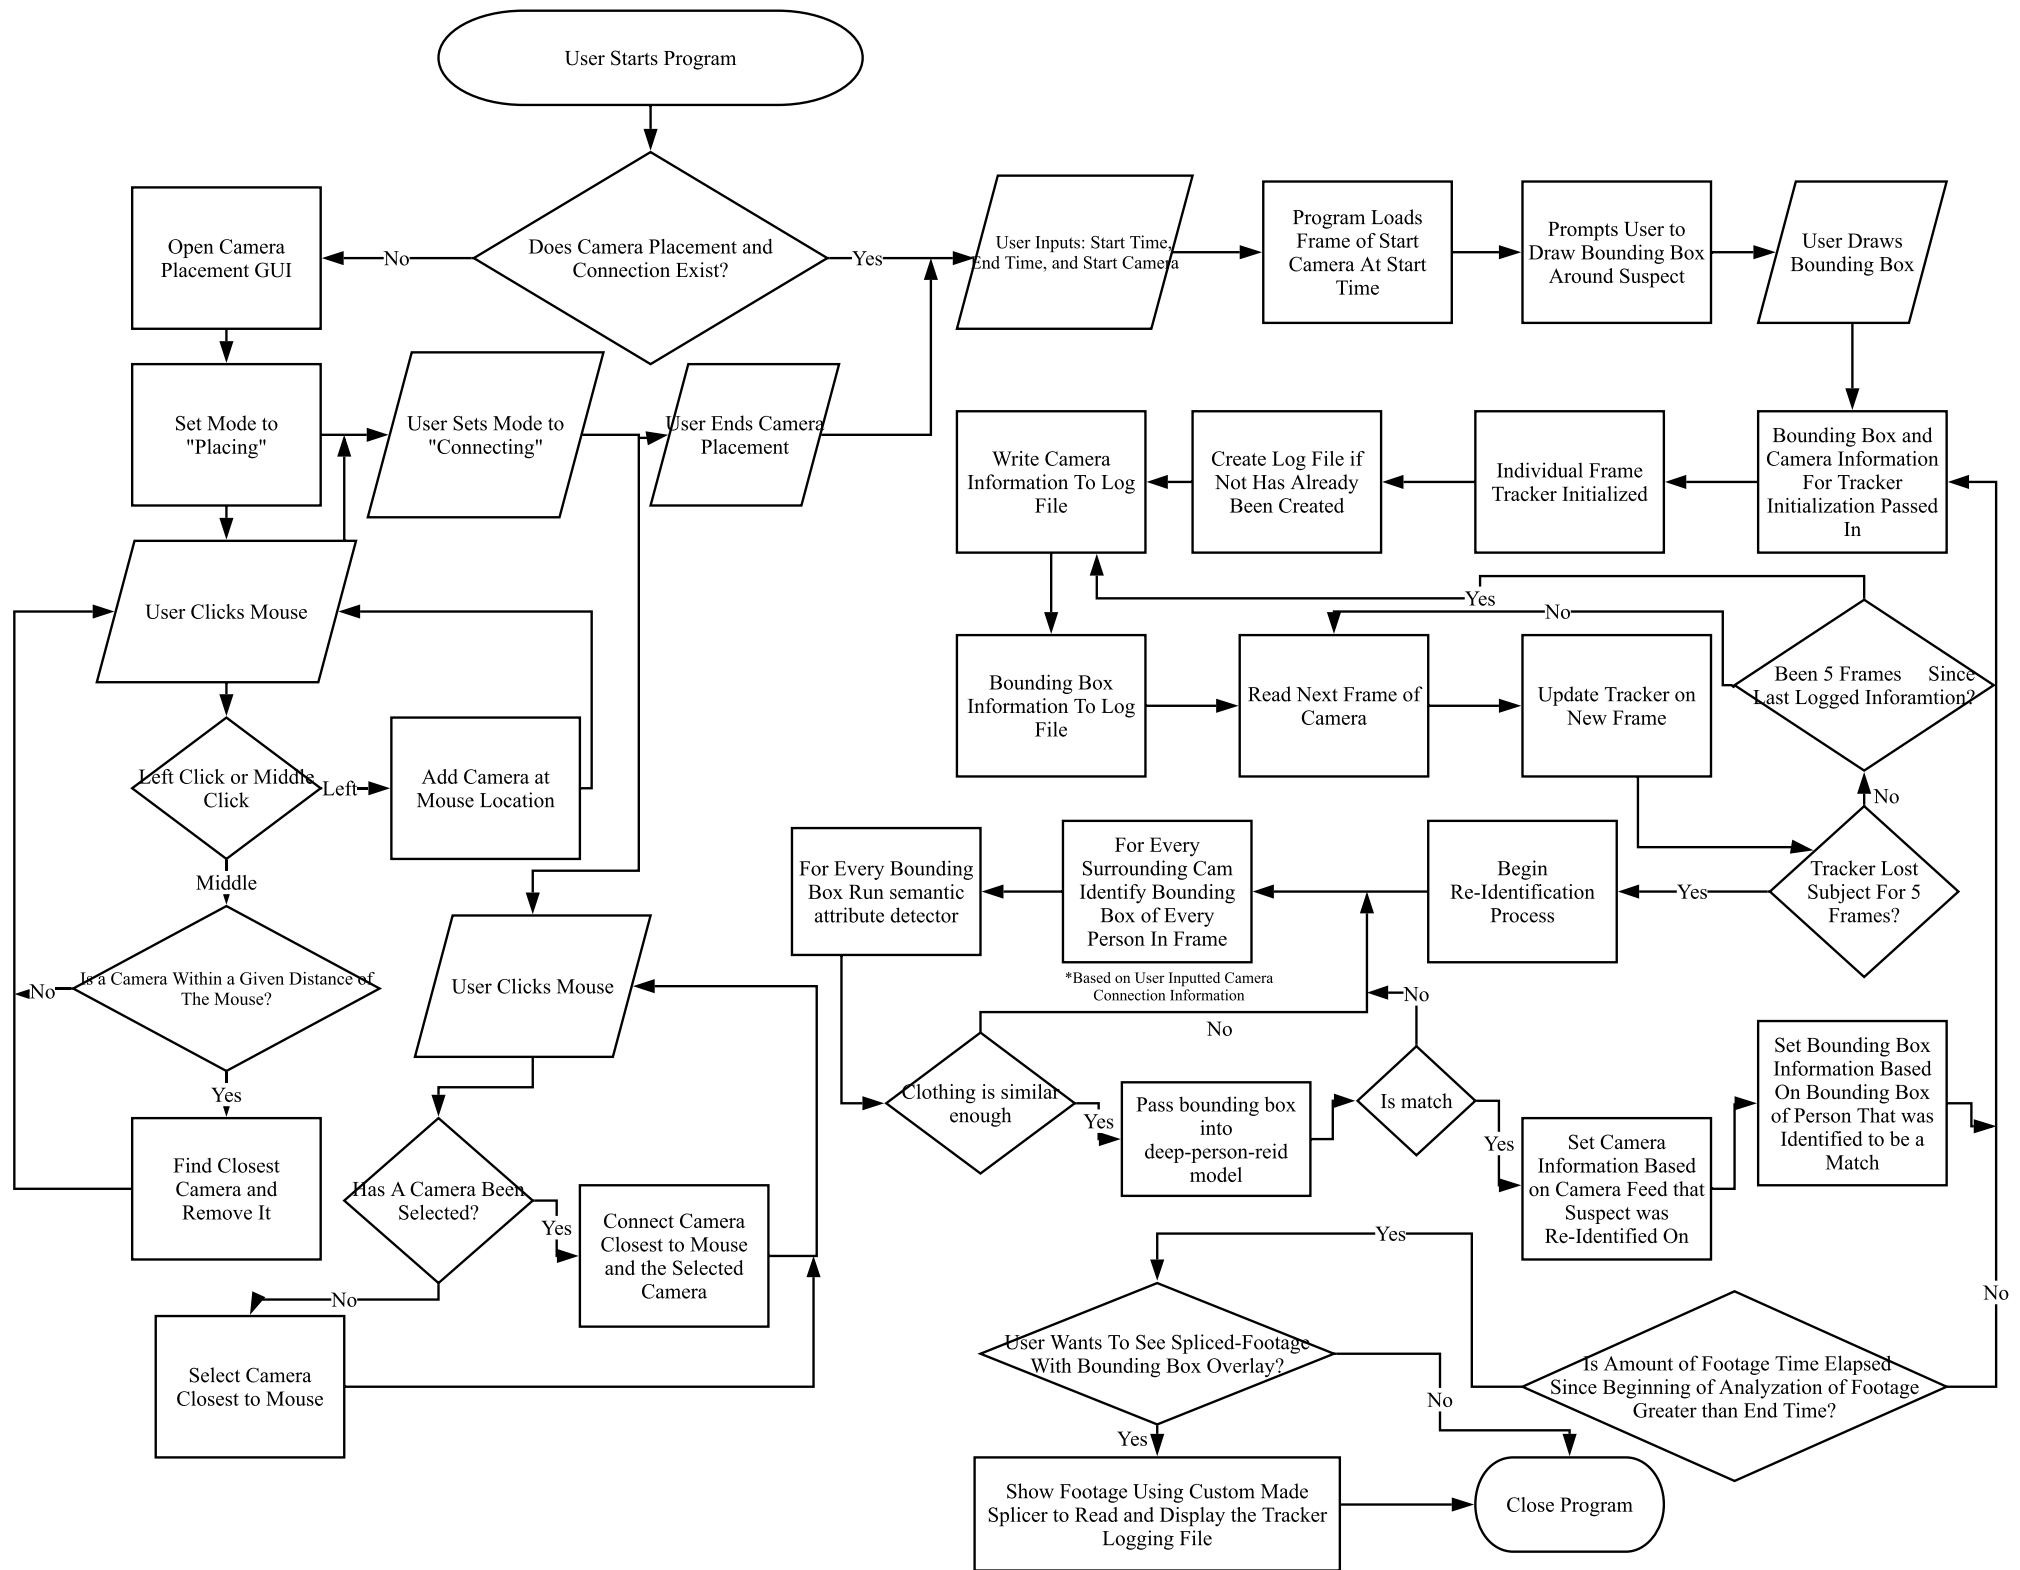 User Starts Program
Does Camera Placement and
Connection Exist?
No
Yes
Open Camera
Placement GUI
User Inputs: Start Time,
End Time, and Start Camera
Program Loads
Frame of Start
Camera At Start
Time
Prompts User to
Draw Bounding Box
Around Suspect
User Draws
Bounding Box
Set Mode to
"Placing"
User Sets Mode to
"Connecting"
User Ends Camera
Placement
Write Camera
Information To Log
File
Create Log File if
Not Has Already
Been Created
Individual Frame
Tracker Initialized
Bounding Box and
Camera Information
For Tracker
Initialization Passed
In
User Clicks Mouse
Yes
No
Bounding Box
Information To Log
File
Read Next Frame of
Camera
Update Tracker on
New Frame
Been 5 Frames Since
Last Logged Inforamtion?
No
Left Click or Middle
Click
Left
Add Camera at
Mouse Location
Middle
For Every Bounding
Box Run semantic
attribute detector
For Every
Surrounding Cam
Identify Bounding
Box of Every
Person In Frame
*Based on User Inputted Camera
Connection Information
Begin
Re-Identification
Process
Yes
Tracker Lost
Subject For 5
Frames?
Is a Camera Within a Given Distance of
The Mouse?
No
Yes
User Clicks Mouse
No
No
Clothing is similar
enough
Yes
Pass bounding box
into
deep-person-reid
model
Is match
Yes
Set Camera
Information Based
on Camera Feed that
Suspect was
Re-Identified On
Set Bounding Box
Information Based
On Bounding Box
of Person That was
Identified to be a
Match
Find Closest
Camera and
Remove It
Has A Camera Been
Selected?
Yes
Connect Camera
Closest to Mouse
and the Selected
Camera
No
Select Camera
Closest to Mouse
Yes
No
User Wants To See Spliced-Footage
With Bounding Box Overlay?
Is Amount of Footage Time Elapsed
Since Beginning of Analyzation of Footage
Greater than End Time?
No
Yes
Show Footage Using Custom Made
Splicer to Read and Display the Tracker
Logging File
Close Program